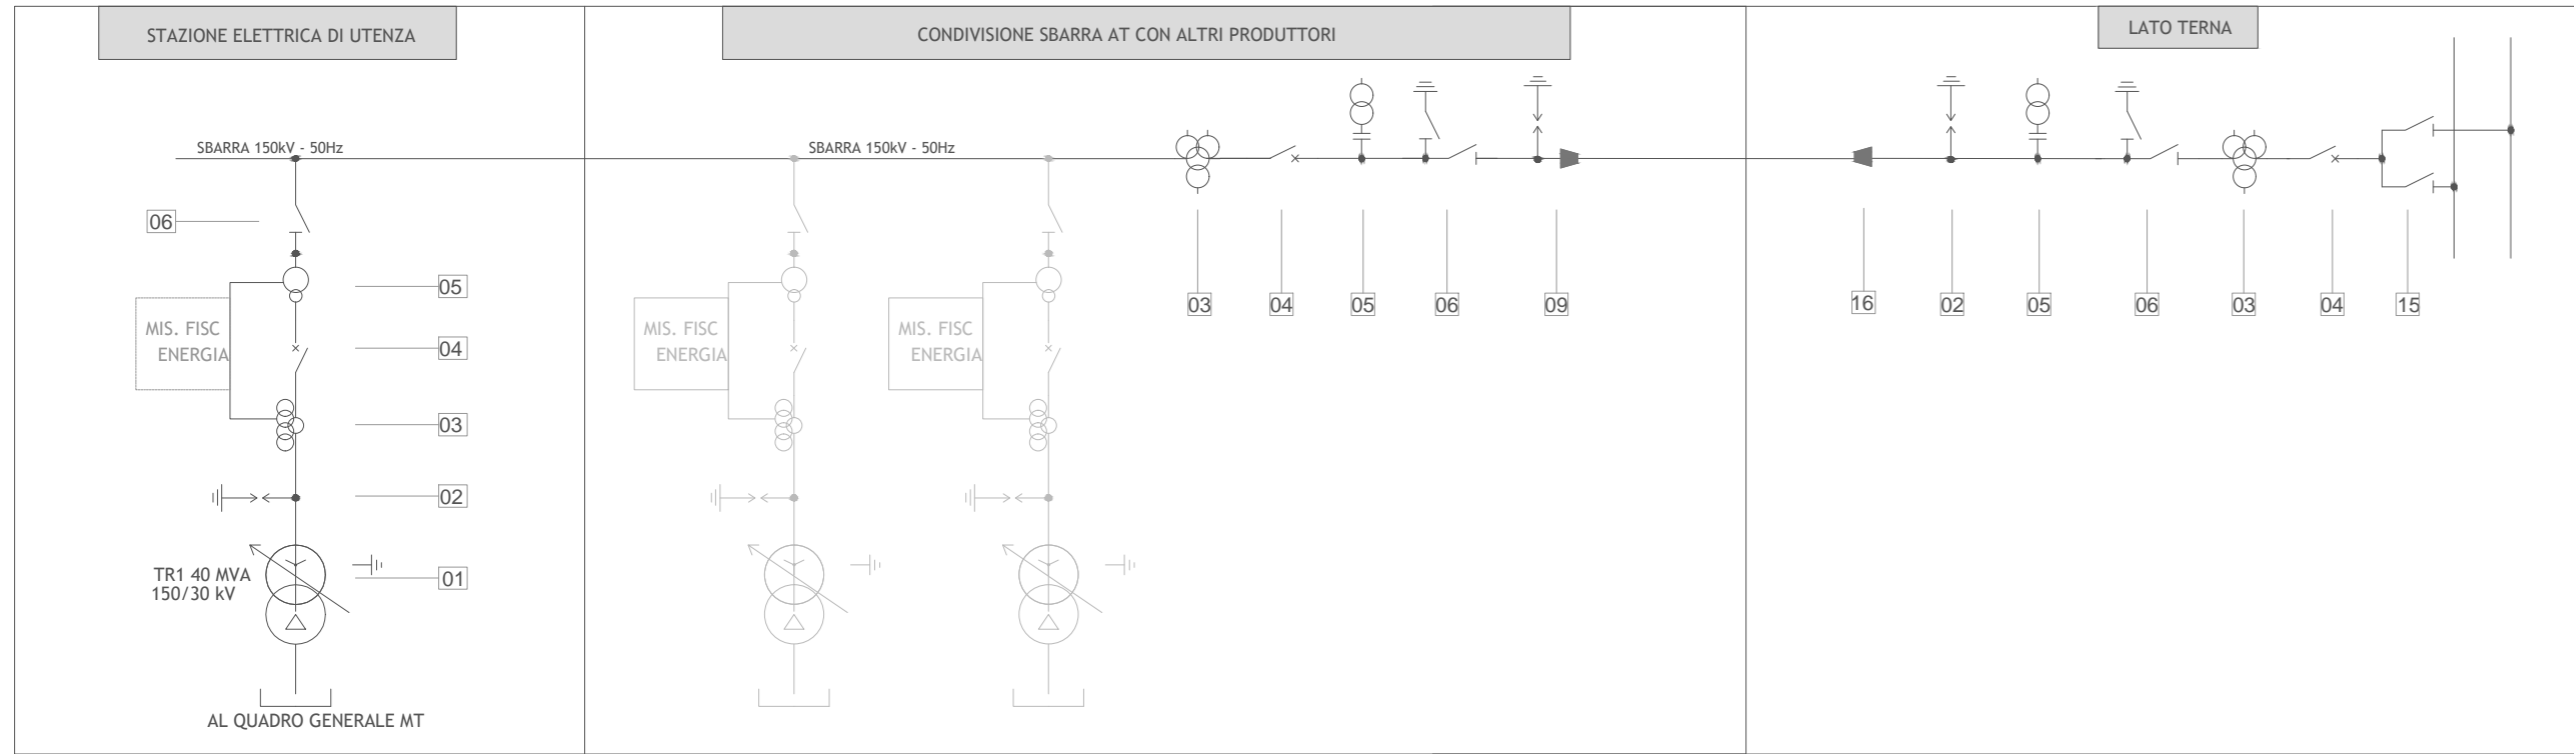 STAZIONE ELETTRICA DI UTENZA
CONDIVISIONE SBARRA AT CON ALTRI PRODUTTORI
LATO TERNA
SBARRA 150kV - 50Hz
SBARRA 150kV - 50Hz
06
05
MIS. FISC
ENERGIA
04
03
02
TR1 40 MVA
150/30 kV
01
AL QUADRO GENERALE MT
MIS. FISC
ENERGIA
MIS. FISC
ENERGIA
03
04
05
06
09
16
02
05
06
03
04
15